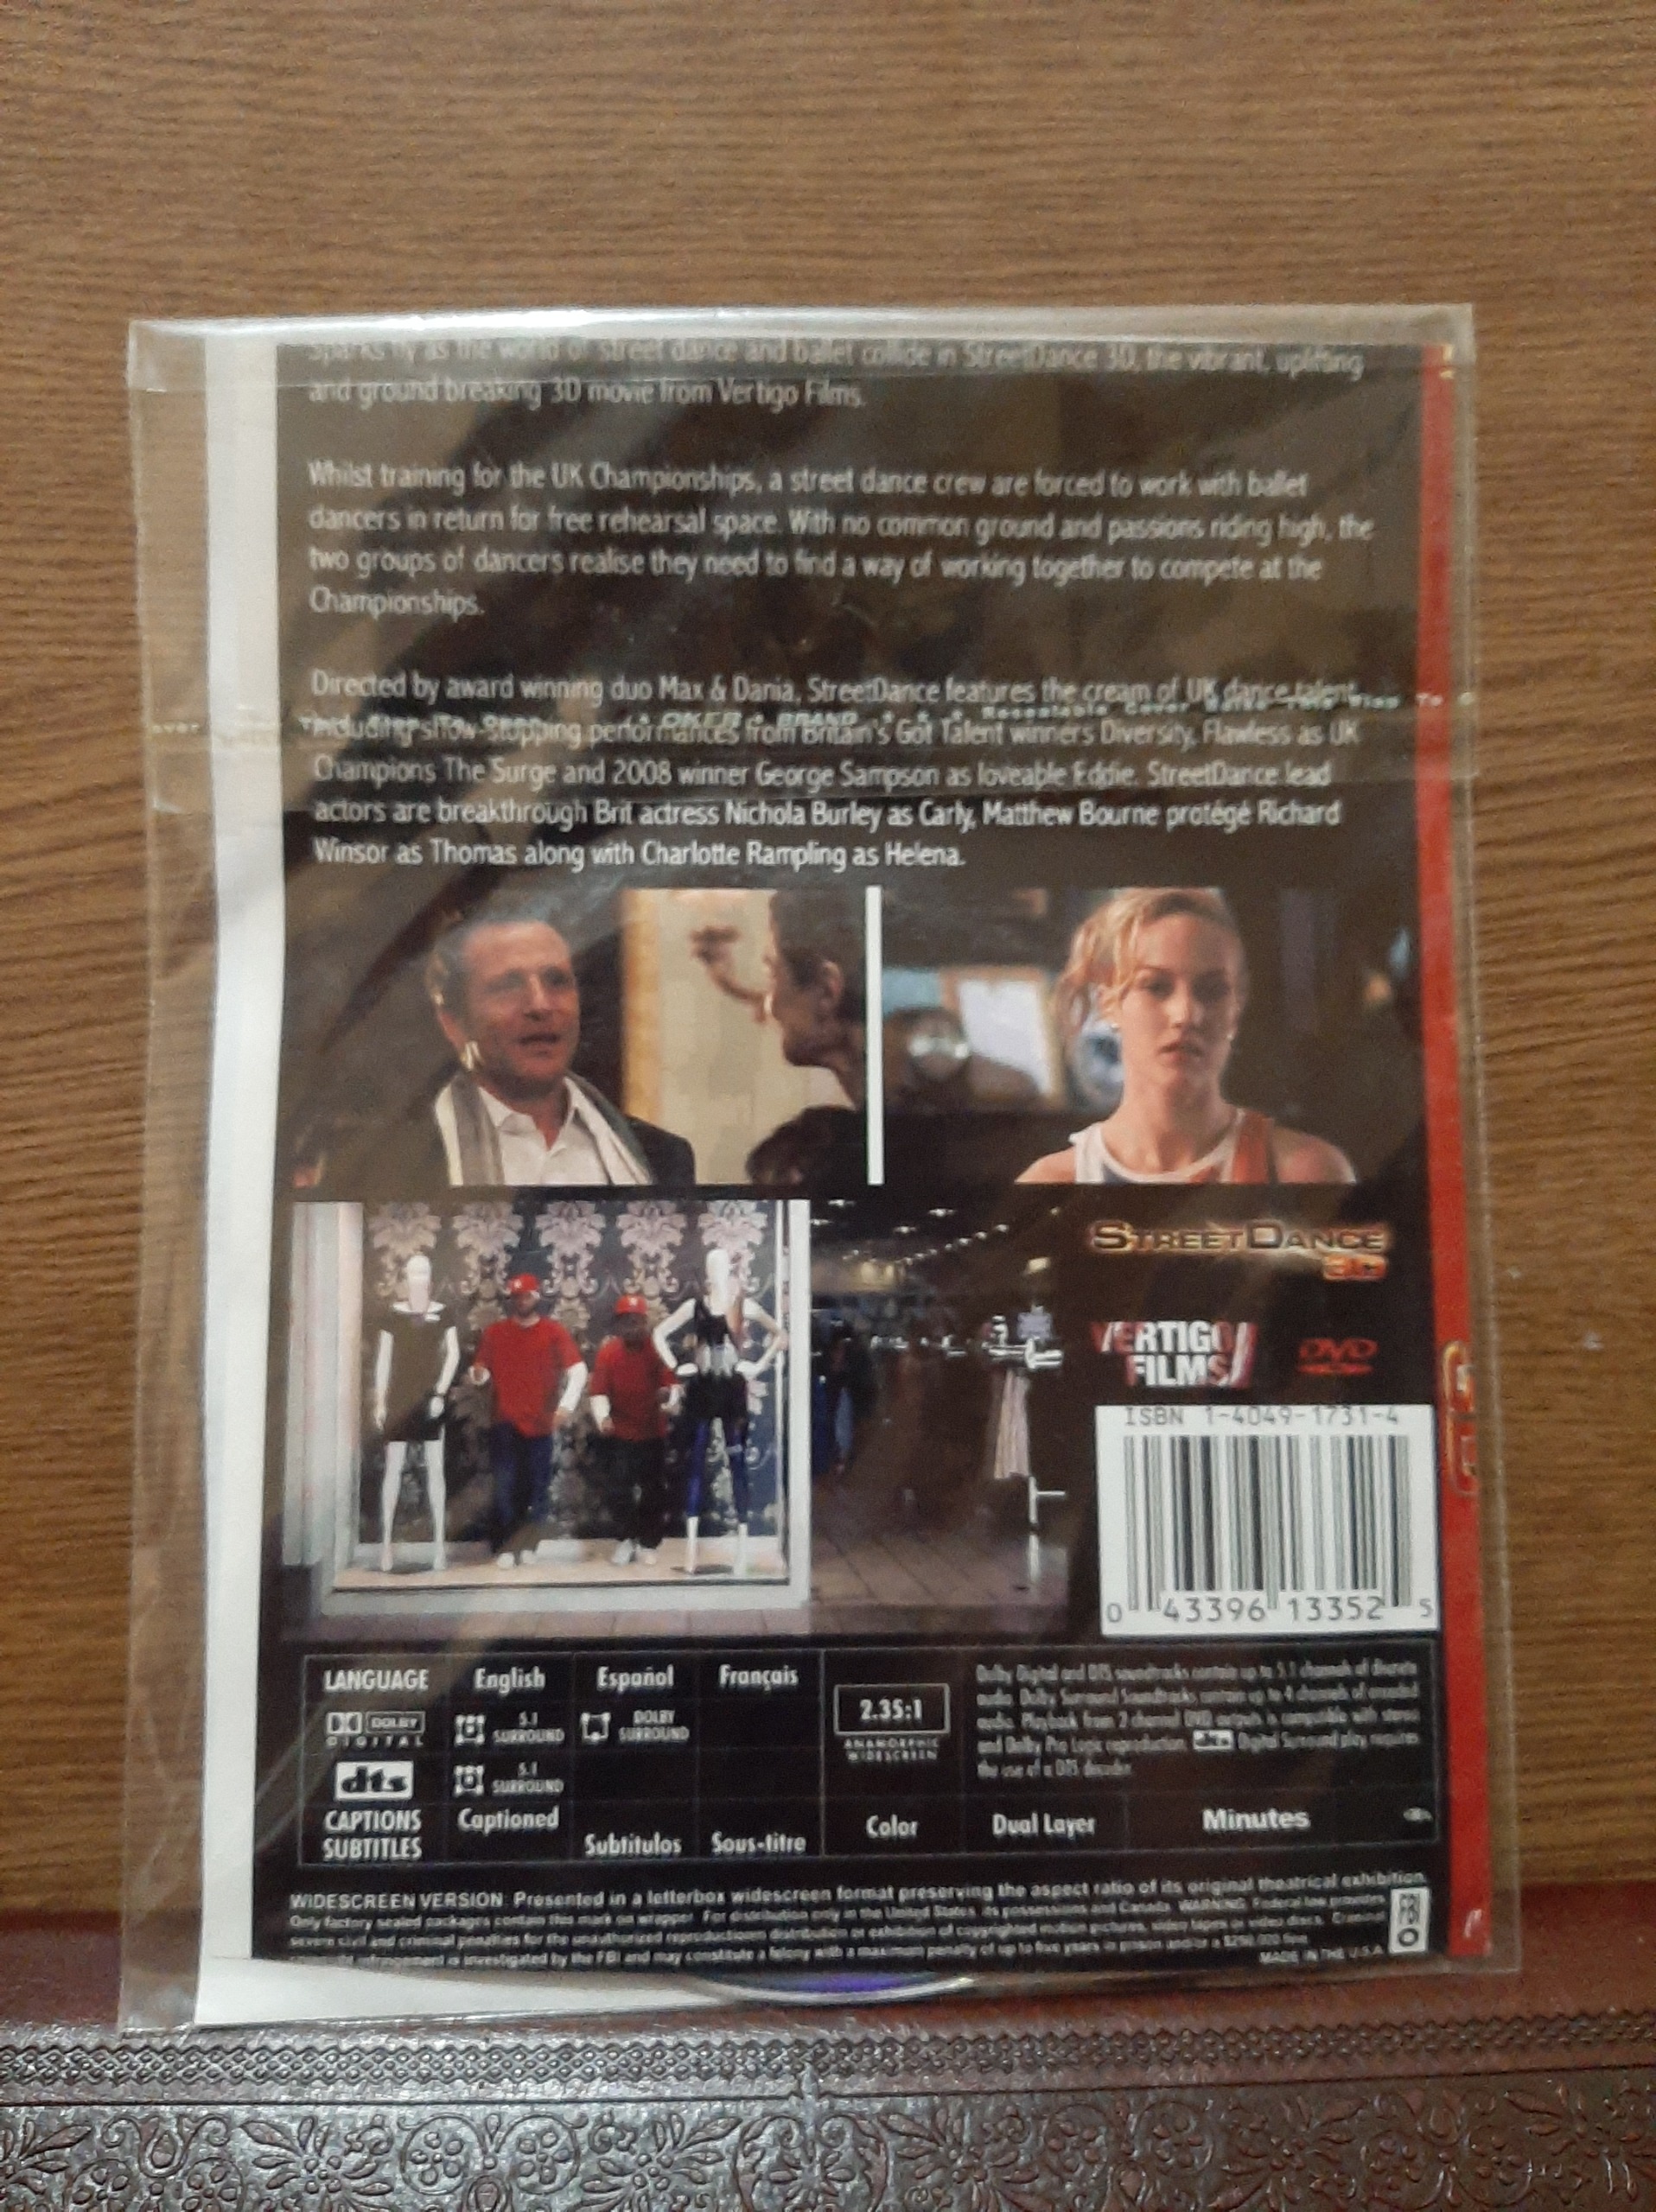 Sparks fly as the world of street dance and ballet collide in StreetDance 3D, the vibrant, uplifting
and ground breaking 3D movie from Vertigo Films.
Whilst training for the UK Championships, a street dance crew are forced to work with ballet
dancers in return for free rehearsal space. With no common ground and passions riding high, the
two groups of dancers realise they need to find a way of working together to compete at the
Championships.
Directed by award winning duo Max & Dania, StreetDance features the cream of UK dance talent
including show-stopping performances from Britain's Got Talent winners Diversity, Flawless as UK
Champions The Surge and 2008 winner George Sampson as loveable Eddie. StreetDance lead
actors are breakthrough Brit actress Nichola Burley as Carly, Matthew Bourne protégé Richard
Winsor as Thomas along with Charlotte Rampling as Helena.
BRAND
STREETDANCE
3D
VERTIGO
FILMS
DVD
ISBN 1-4049-1731-4
0 43396 13352 5
LANGUAGE English Español Français
DOLBY
DIGITAL
5.1
SURROUND
DOLBY
SURROUND
dts
5.1
SURROUND
2.35:1
ANAMORPHIC
WIDESCREEN
Dolby Digital and DTS soundtracks contain up to 5.1 channels of discrete
audio. Dolby Surround Soundtracks contain up to 4 channels of encoded
audio. Playback from 2 channel DVD outputs is compatible with stereo
and Dolby Pro Logic reproduction. dts Digital Surround play requires
the use of a DTS decoder.
CAPTIONS Captioned
SUBTITLES Subtitulos Sous-titre
Color Dual Layer Minutes
WIDESCREEN VERSION: Presented in a letterbox widescreen format preserving the aspect ratio of its original theatrical exhibition.
Only factory sealed packages contain this mark on wrapper. For distribution only in the United States, its possessions and Canada. WARNING: Federal law provides
severe civil and criminal penalties for the unauthorized reproductioon distribution or exhibition of copyrighted motion pictures, video tapes or video discs. Criminal
copyright infringement is investigated by the FBI and may constitute a felony with a maximum penalty of up to five years in prison and/or a $250,000 fine.
MADE IN THE U.S.A
FBI